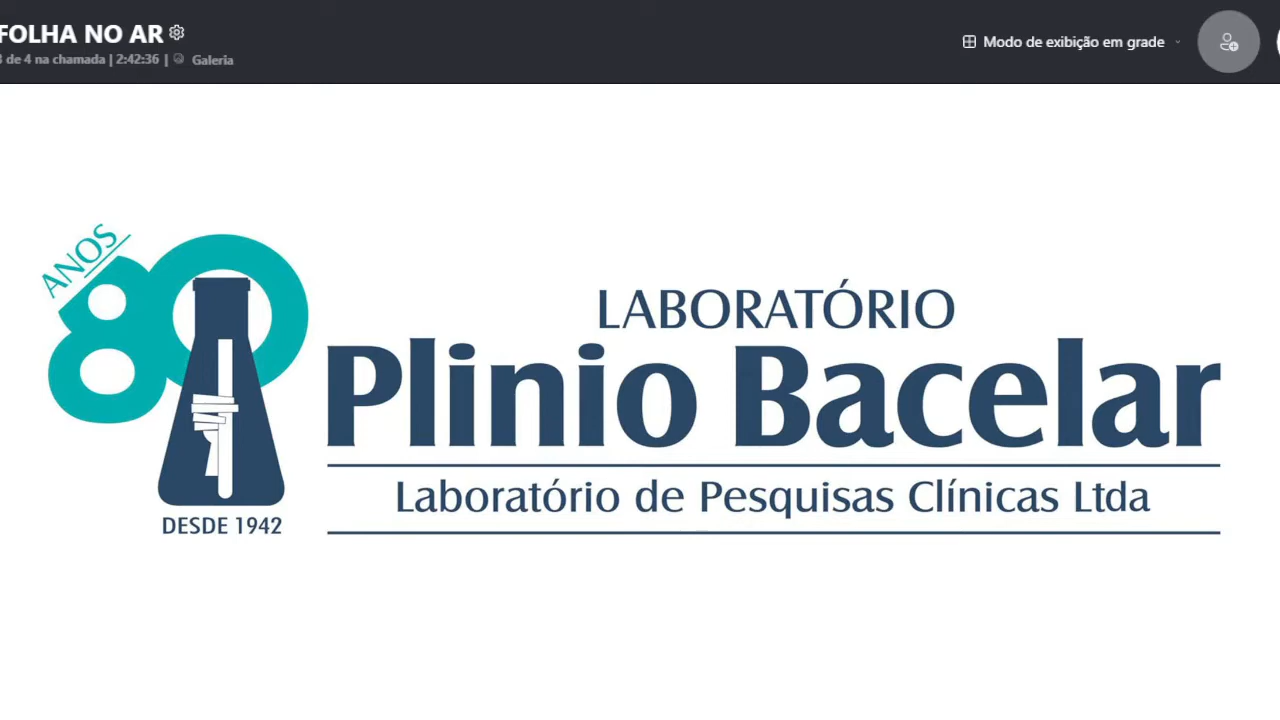 FOLHA NO AR
3 de 4 na chamada | 2:42:36 | Galeria
Modo de exibição em grade
ANOS
80
LABORATÓRIO
Plinio Bacelar
Laboratório de Pesquisas Clínicas Ltda
DESDE 1942